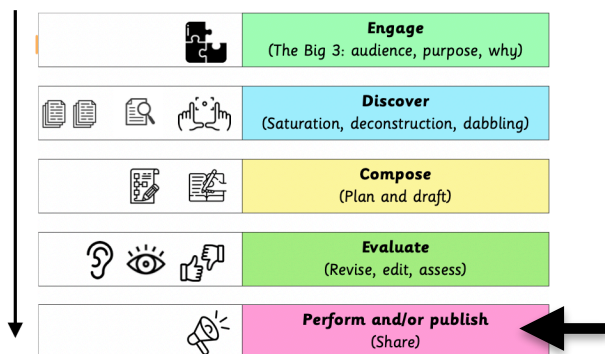 Engage
(The Big 3: audience, purpose, why)
Discover
(Saturation, deconstruction, dabbling)
Compose
(Plan and draft)
Evaluate
(Revise, edit, assess)
Perform and/or publish
(Share)